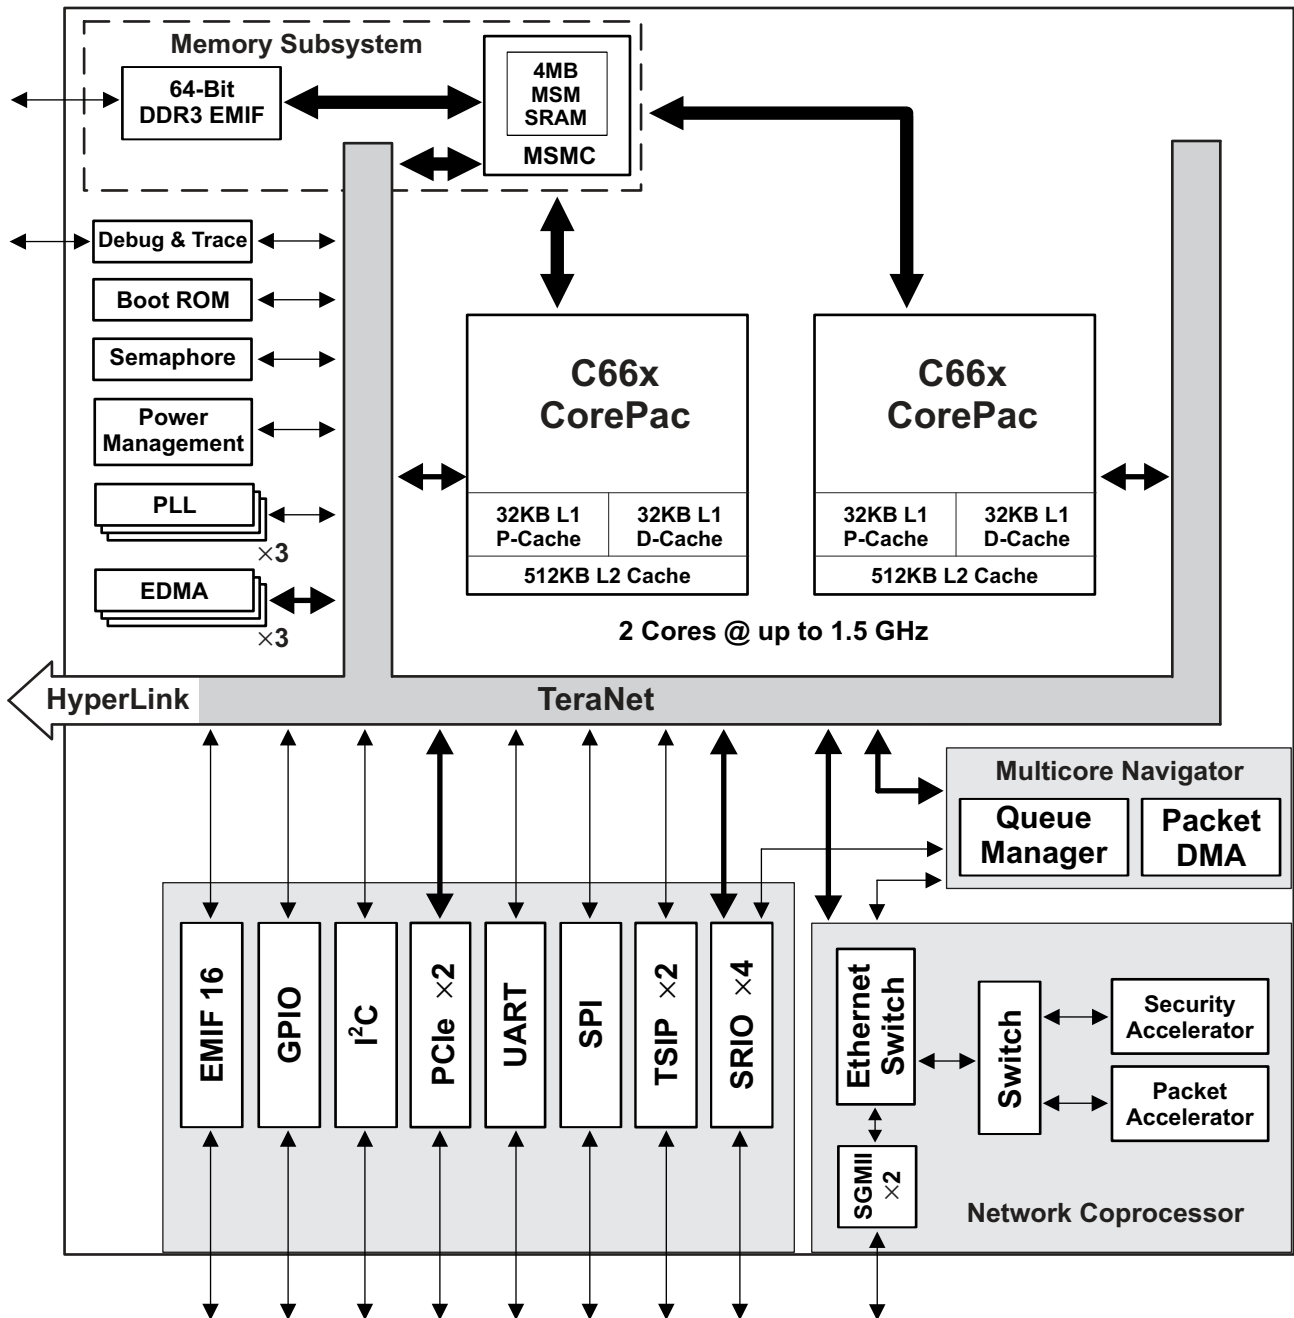 Memory Subsystem
64-Bit
DDR3 EMIF
4MB
MSM
SRAM
MSMC
Debug & Trace
Boot ROM
Semaphore
Power
Management
PLL
×3
EDMA
×3
C66x
CorePac
32KB L1
P-Cache
32KB L1
D-Cache
512KB L2 Cache
C66x
CorePac
32KB L1
P-Cache
32KB L1
D-Cache
512KB L2 Cache
2 Cores @ up to 1.5 GHz
HyperLink
TeraNet
Multicore Navigator
Queue
Manager
Packet
DMA
EMIF 16
GPIO
I²C
PCIe ×2
UART
SPI
TSIP ×2
SRIO ×4
Ethernet
Switch
SGMII
×2
Switch
Security
Accelerator
Packet
Accelerator
Network Coprocessor